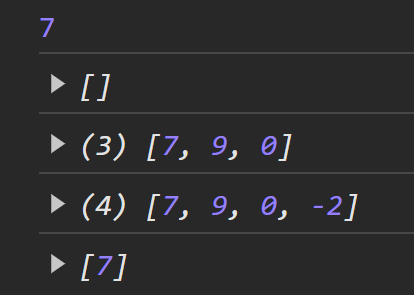 7
[]
(3) [7, 9, 0]
(4) [7, 9, 0, -2]
[7]